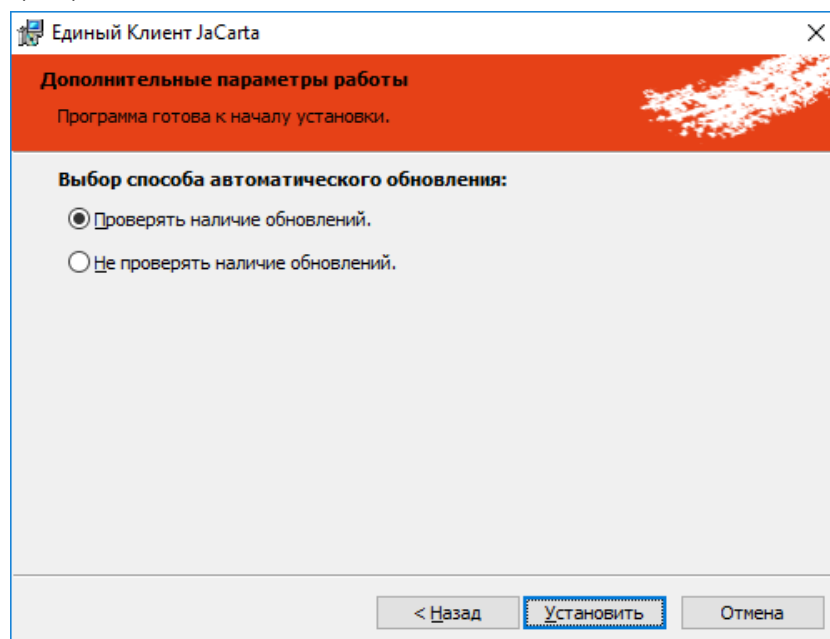 Единый Клиент JaCarta
Дополнительные параметры работы
Программа готова к началу установки.
Выбор способа автоматического обновления:
Проверять наличие обновлений.
Не проверять наличие обновлений.
< Назад Установить Отмена